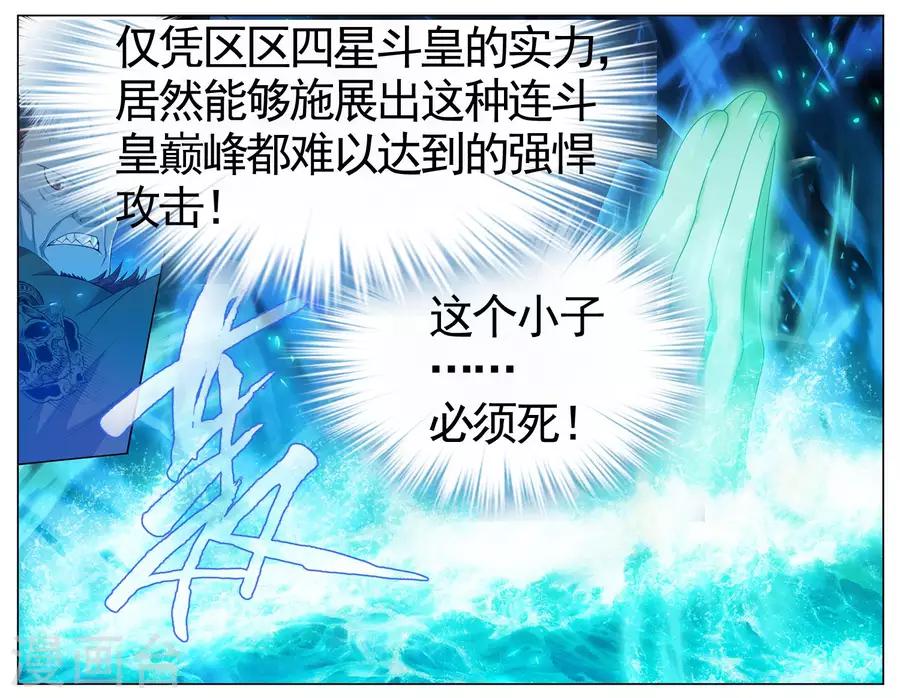 仅凭区区四星斗皇的实力，
居然能够施展出这种连斗
皇巅峰都难以达到的强悍
攻击！
这个小子
……
必须死！
漫画台